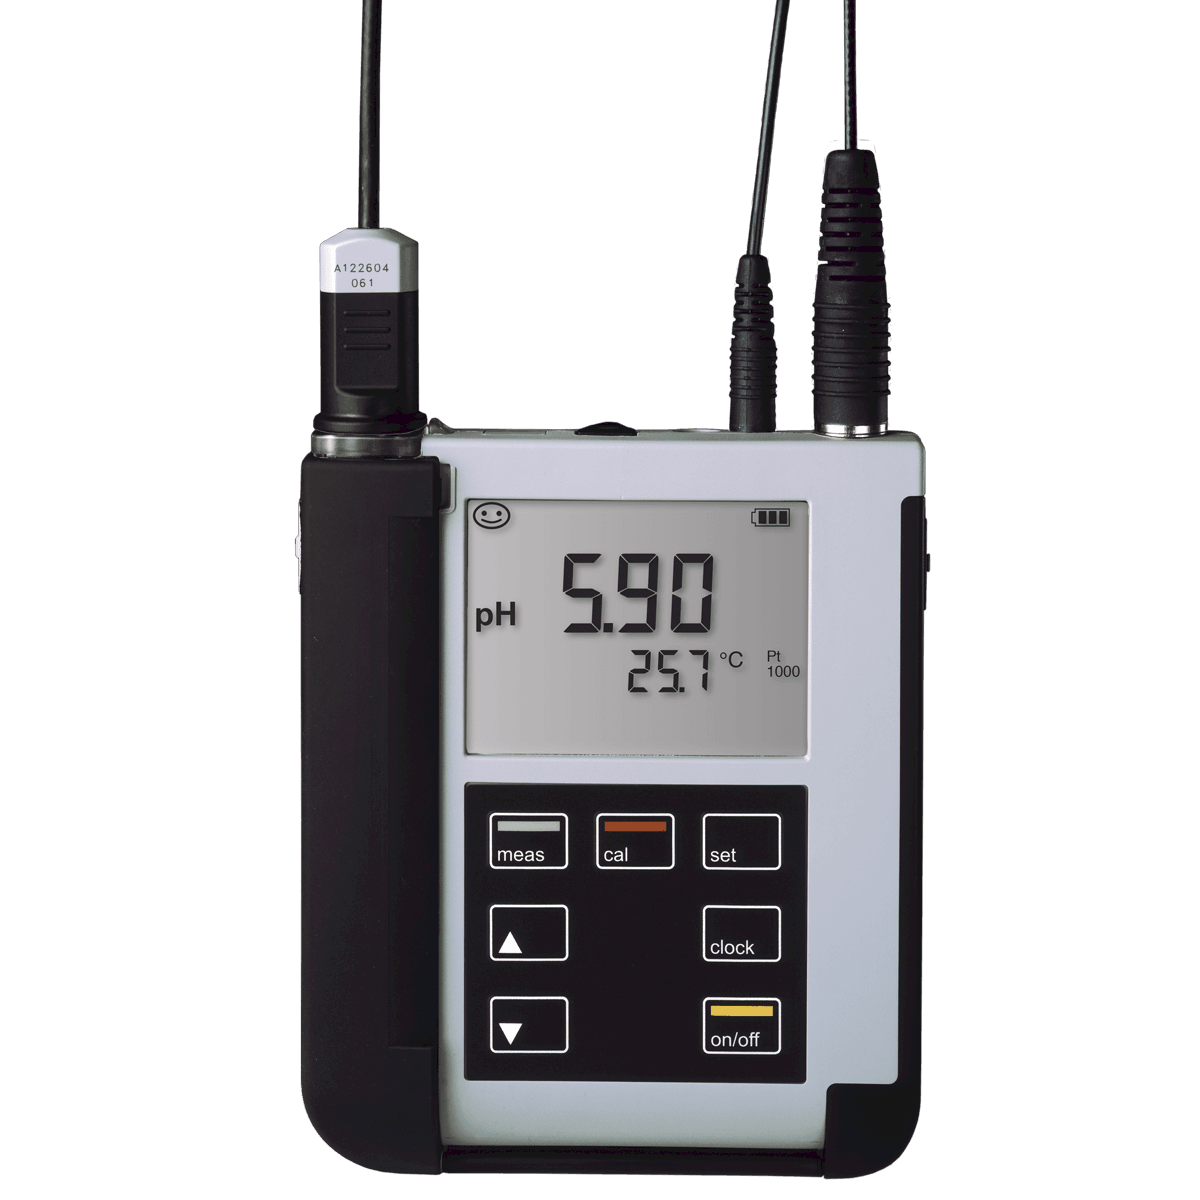 A122604
061
5.90
pH
25.7 °C
Pt
1000
meas
cal
set
▲
clock
▼
on/off